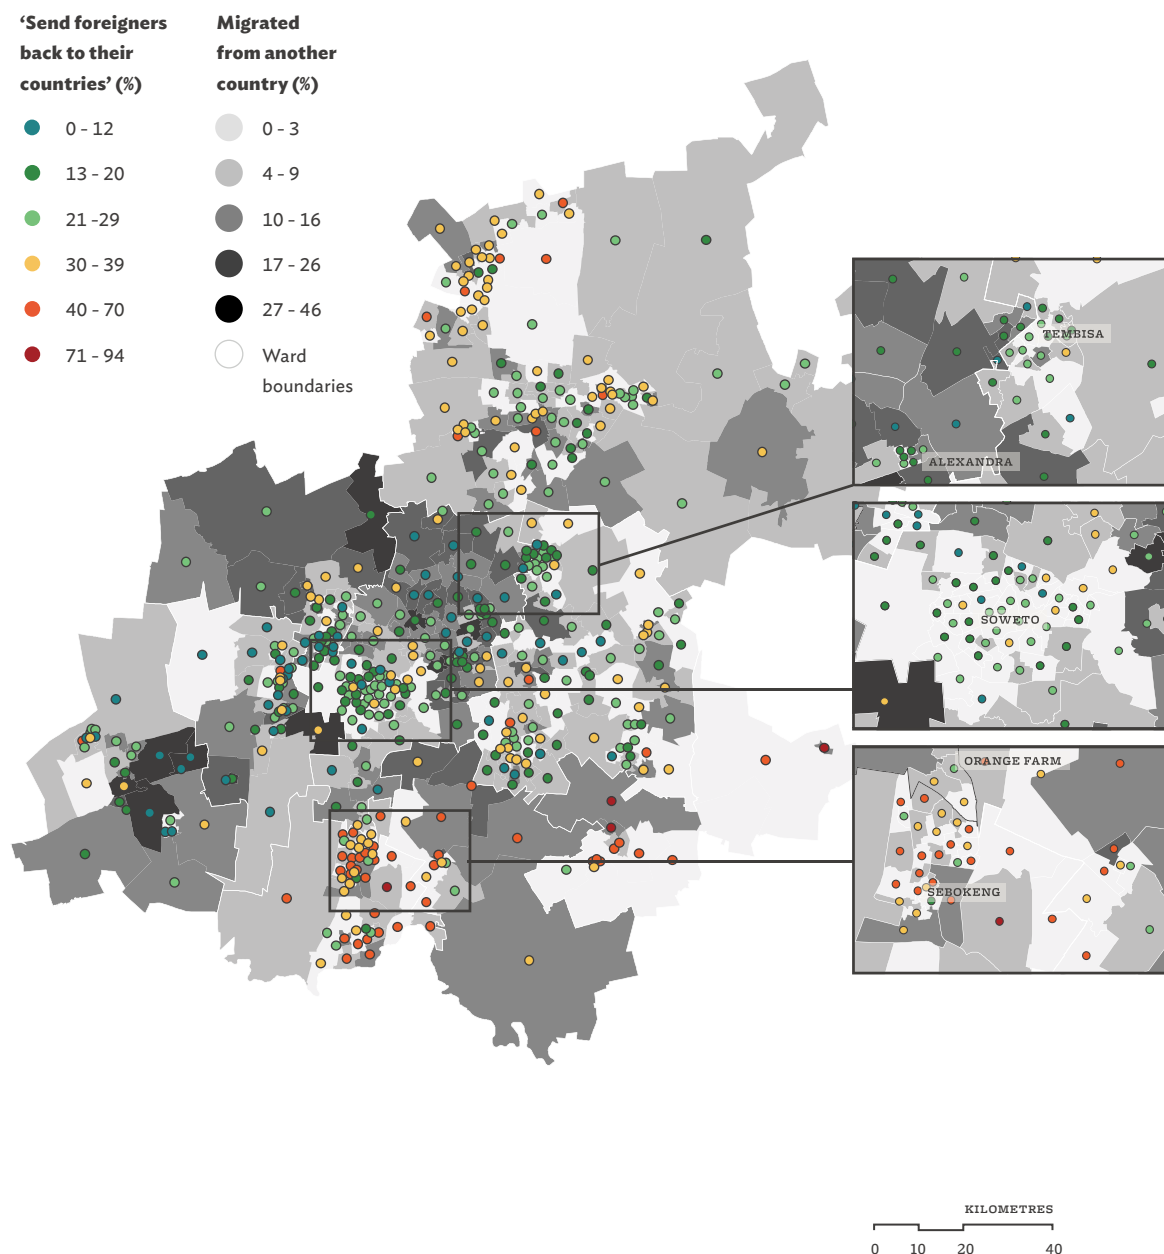 ‘Send foreigners
back to their
countries’ (%)
0 - 12
13 - 20
21 -29
30 - 39
40 - 70
71 - 94
Migrated
from another
country (%)
0 - 3
4 - 9
10 - 16
17 - 26
27 - 46
Ward
boundaries
TEMBISA
ALEXANDRA
SOWETO
ORANGE FARM
SEBOKENG
KILOMETRES
0 10 20 40